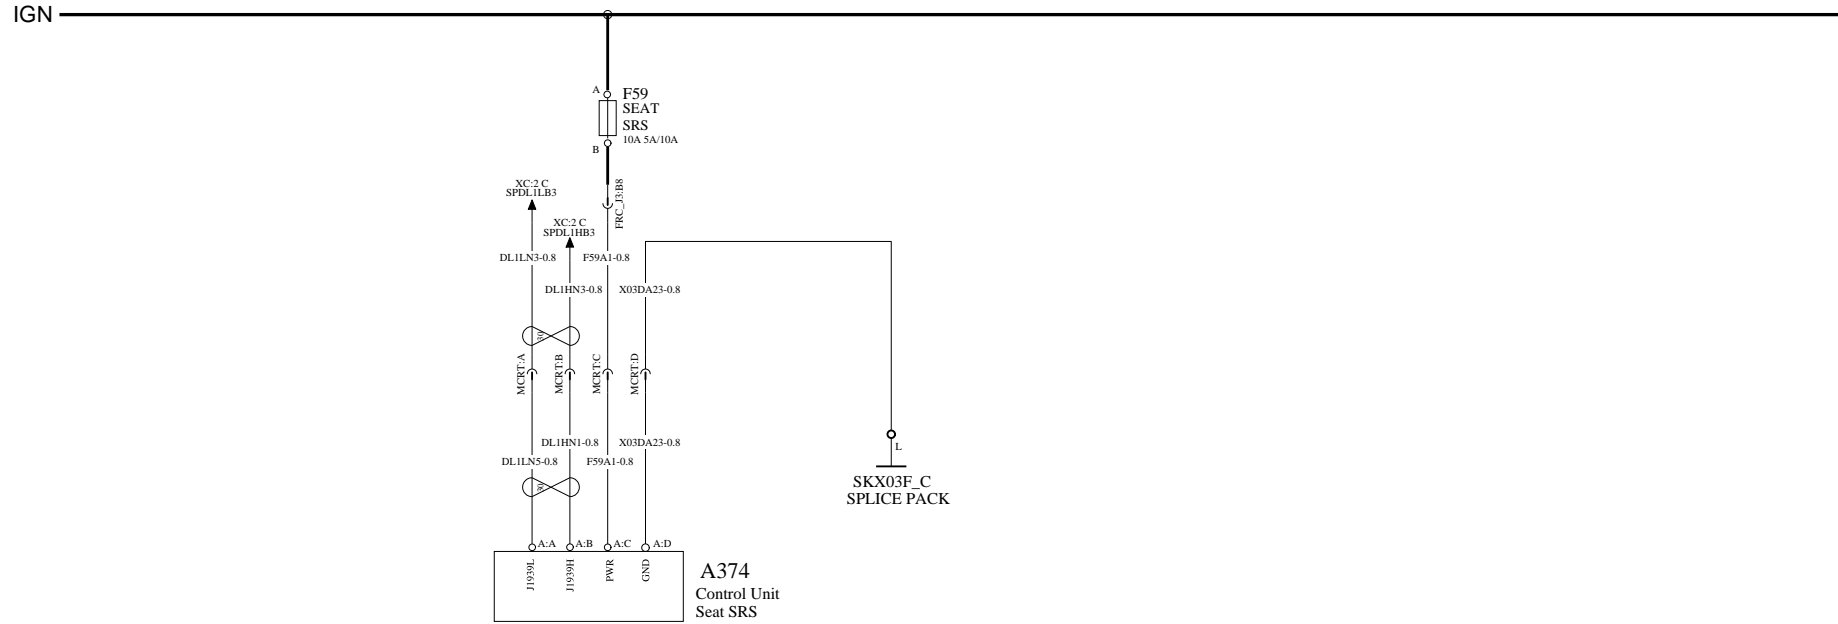 IGN
A
F59
SEAT
SRS
10A 5A/10A
B
FRC_J3:B8
XC:2 C
SPDL1LB3
XC:2 C
SPDL1HB3
DL1LN3-0.8
F59A1-0.8
DL1HN3-0.8
X03DA23-0.8
30
MCRT:A
MCRT:B
MCRT:C
MCRT:D
DL1HN1-0.8
X03DA23-0.8
DL1LN5-0.8
F59A1-0.8
30
L
SKX03F_C
SPLICE PACK
A:A
A:B
A:C
A:D
J1939L
J1939H
PWR
GND
A374
Control Unit
Seat SRS